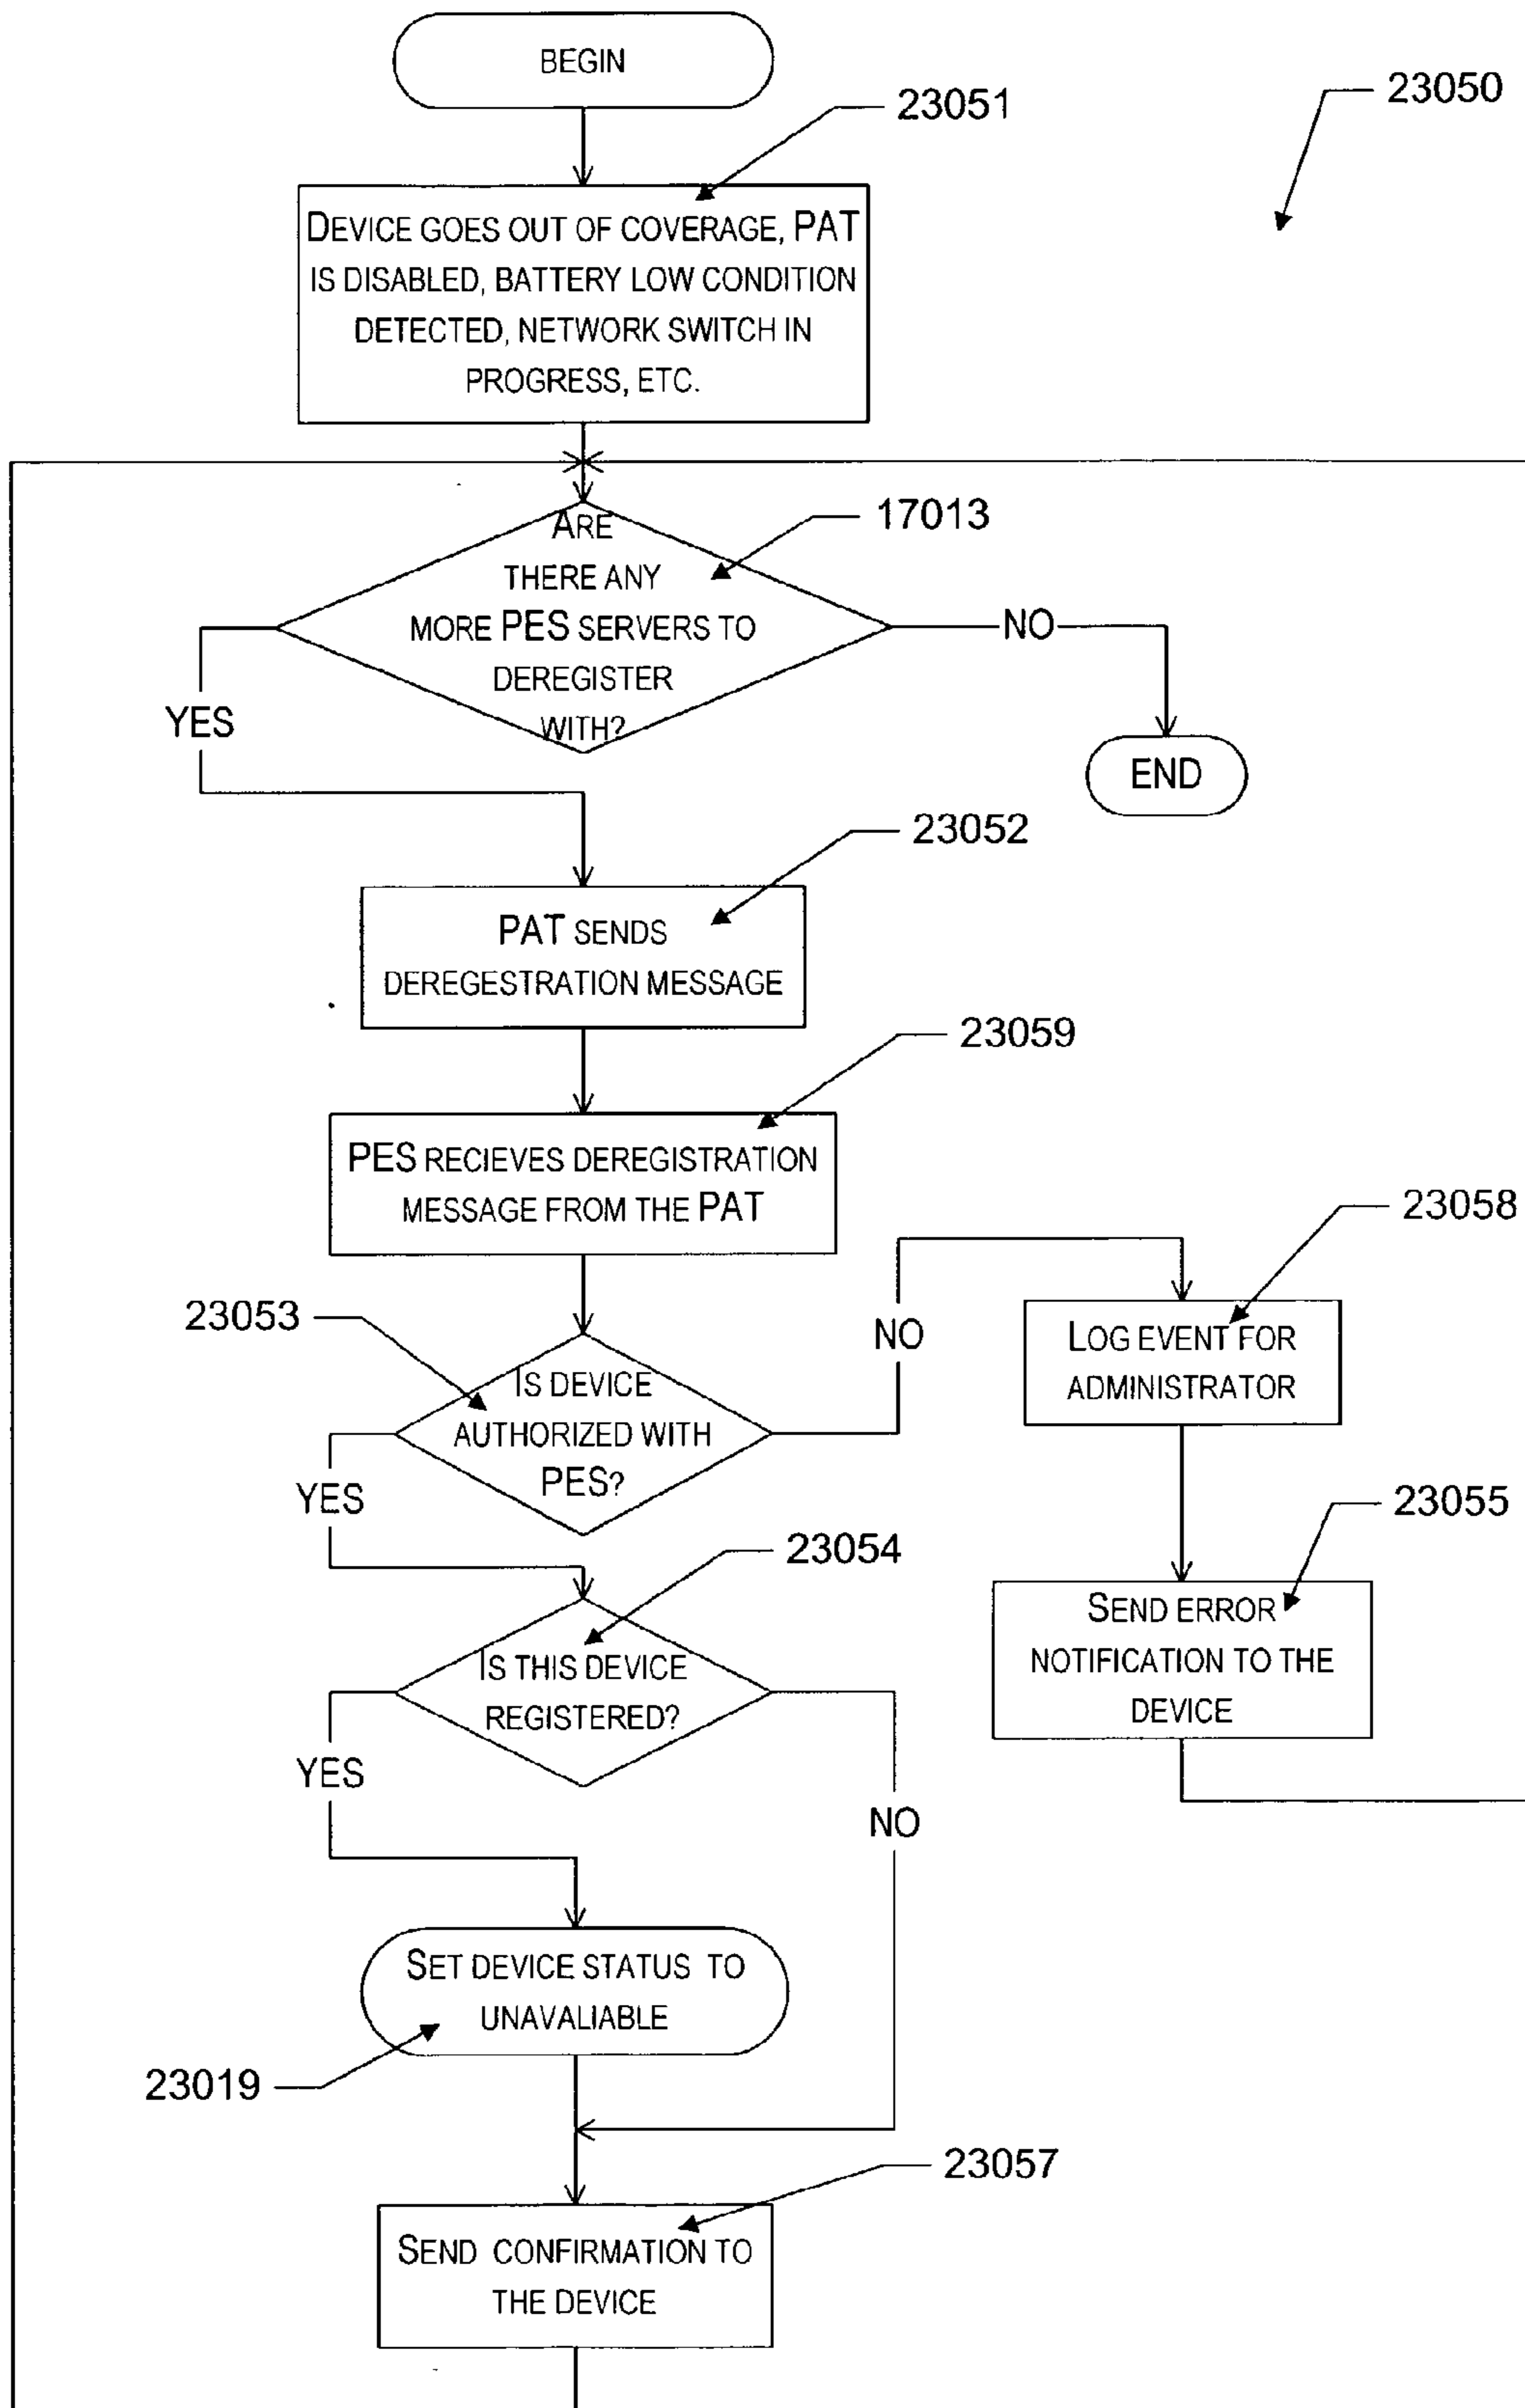 BEGIN
23051
23050
DEVICE GOES OUT OF COVERAGE, PAT
IS DISABLED, BATTERY LOW CONDITION
DETECTED, NETWORK SWITCH IN
PROGRESS, ETC.
17013
ARE
THERE ANY
MORE PES SERVERS TO
DEREGISTER
WITH?
NO
YES
END
23052
PAT SENDS
DEREGESTRATION MESSAGE
23059
PES RECIEVES DEREGISTRATION
MESSAGE FROM THE PAT
23058
23053
NO
LOG EVENT FOR
ADMINISTRATOR
IS DEVICE
AUTHORIZED WITH
PES?
YES
23055
23054
SEND ERROR
NOTIFICATION TO THE
DEVICE
IS THIS DEVICE
REGISTERED?
YES
NO
SET DEVICE STATUS TO
UNAVALIABLE
23019
23057
SEND CONFIRMATION TO
THE DEVICE